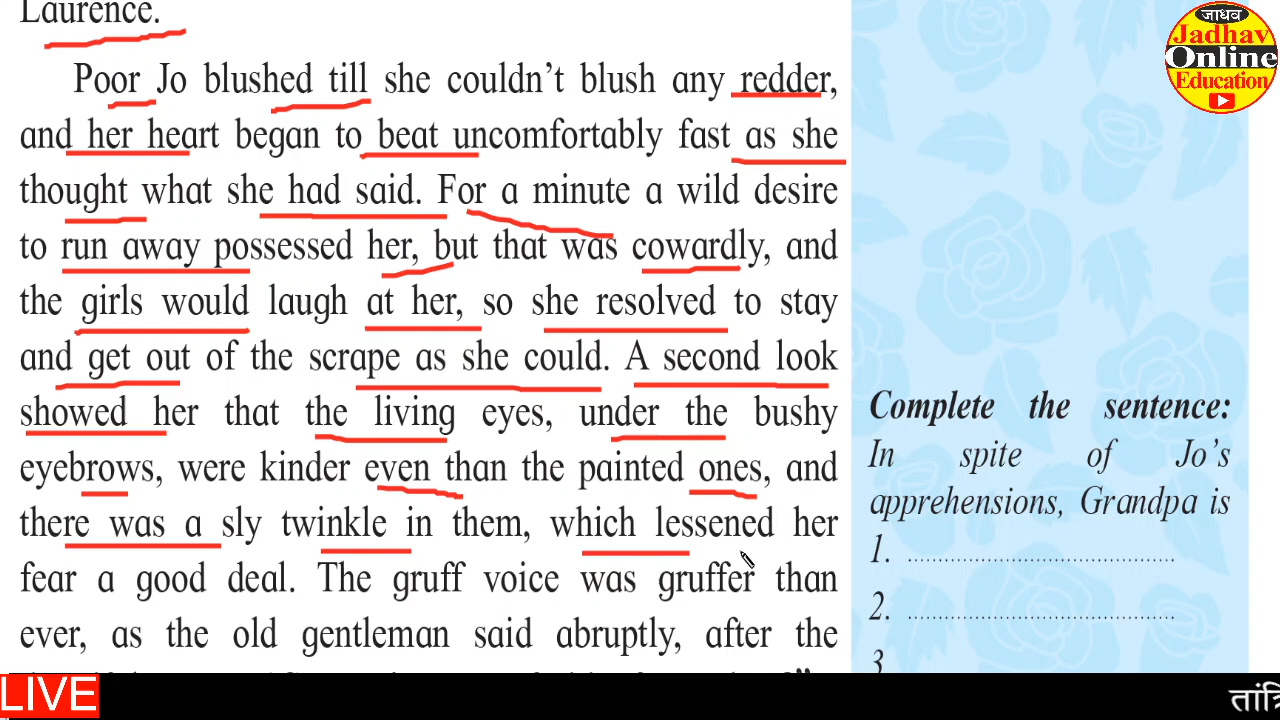 Laurence.
Poor Jo blushed till she couldn’t blush any redder,
and her heart began to beat uncomfortably fast as she
thought what she had said. For a minute a wild desire
to run away possessed her, but that was cowardly, and
the girls would laugh at her, so she resolved to stay
and get out of the scrape as she could. A second look
showed her that the living eyes, under the bushy
eyebrows, were kinder even than the painted ones, and
there was a sly twinkle in them, which lessened her
fear a good deal. The gruff voice was gruffer than
ever, as the old gentleman said abruptly, after the
जाधव
Jadhav
Online
Education
Complete the sentence:
In spite of Jo’s
apprehensions, Grandpa is
1. ............................................
2. ............................................
3
LIVE